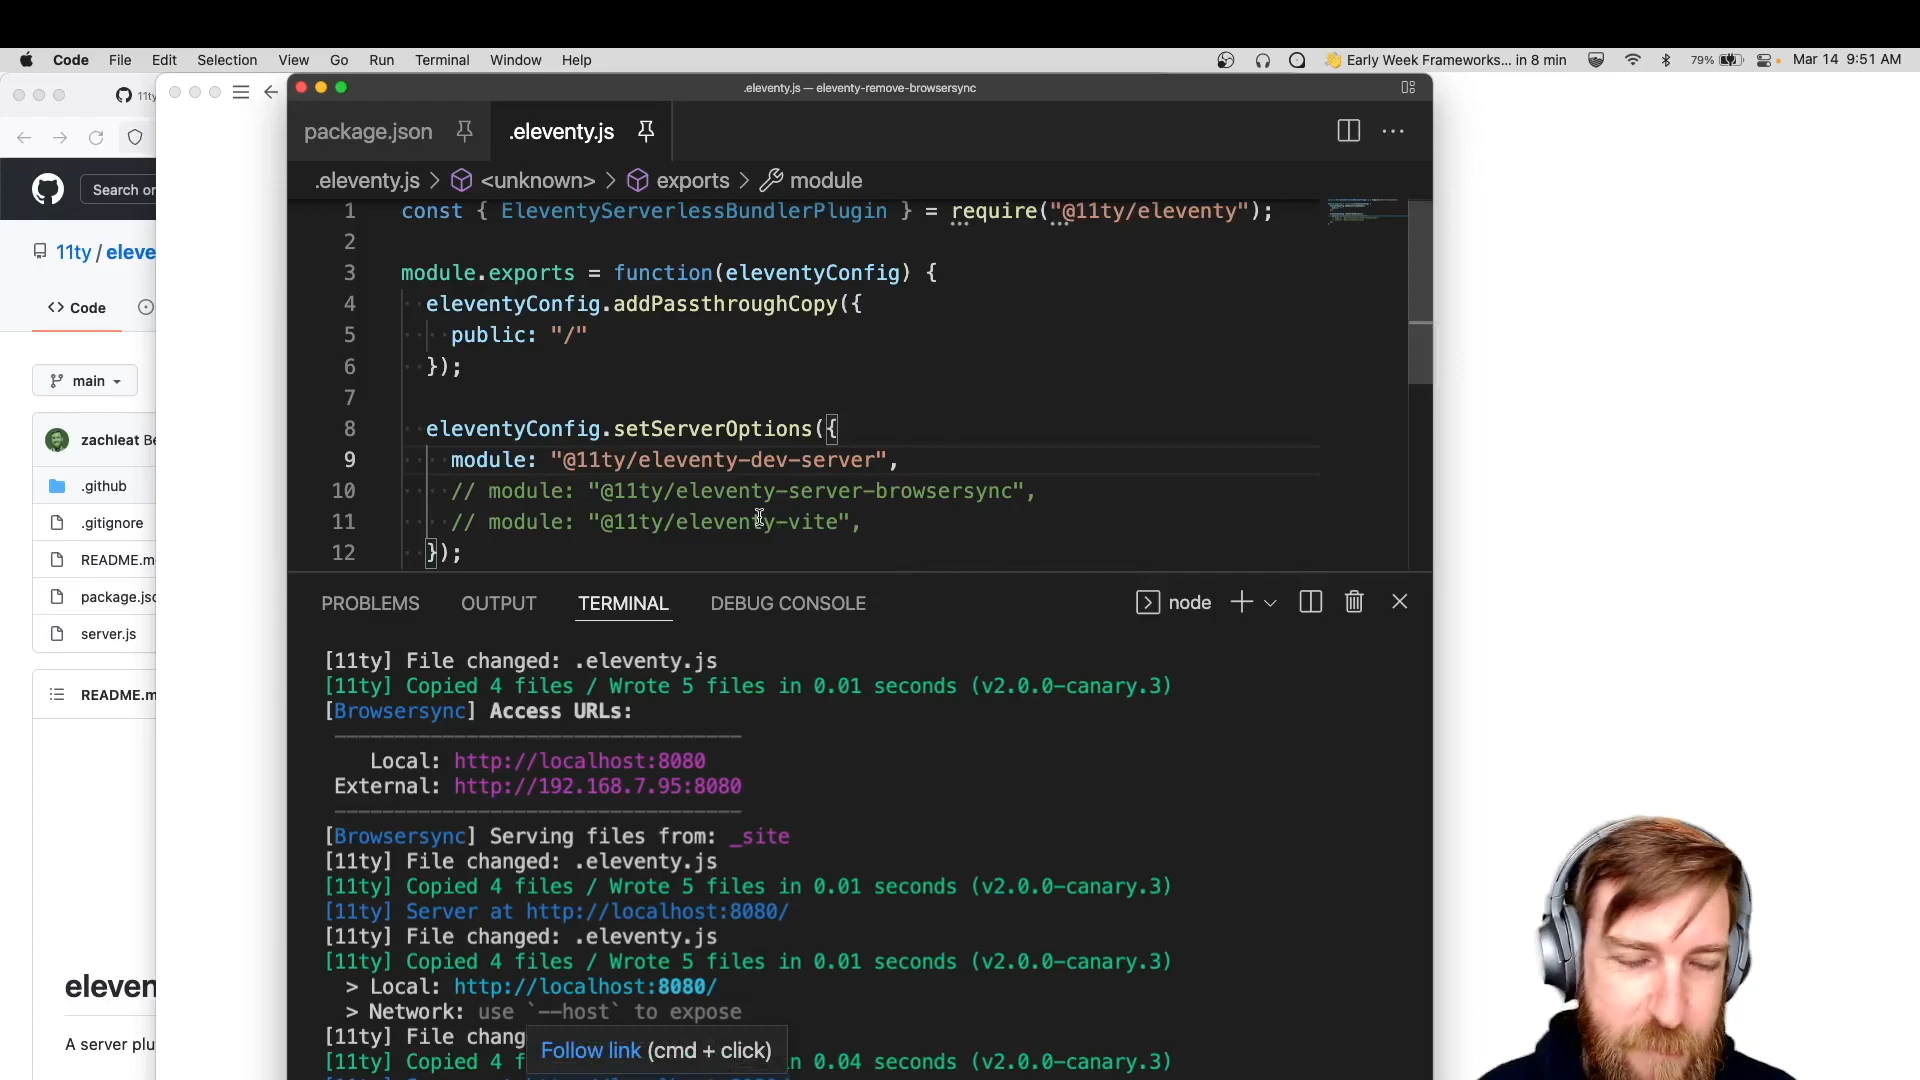 Code File Edit Selection View Go Run Terminal Window Help
👋 Early Week Frameworks... in 8 min 79% Mar 14 9:51 AM
11ty
Search or
11ty / eleve
<> Code
main
zachleat Be
.github
.gitignore
README.m
package.jsc
server.js
README.m
eleven
A server plu
.eleventy.js — eleventy-remove-browsersync
package.json .eleventy.js
.eleventy.js > <unknown> > exports > module
1 const { EleventyServerlessBundlerPlugin } = require("@11ty/eleventy");
2
3 module.exports = function(eleventyConfig) {
4 eleventyConfig.addPassthroughCopy({
5 public: "/"
6 });
7
8 eleventyConfig.setServerOptions({
9 module: "@11ty/eleventy-dev-server",
10 // module: "@11ty/eleventy-server-browsersync",
11 // module: "@11ty/eleventy-vite",
12 });
PROBLEMS OUTPUT TERMINAL DEBUG CONSOLE node
[11ty] File changed: .eleventy.js
[11ty] Copied 4 files / Wrote 5 files in 0.01 seconds (v2.0.0-canary.3)
[Browsersync] Access URLs:
Local: http://localhost:8080
External: http://192.168.7.95:8080
[Browsersync] Serving files from: _site
[11ty] File changed: .eleventy.js
[11ty] Copied 4 files / Wrote 5 files in 0.01 seconds (v2.0.0-canary.3)
[11ty] Server at http://localhost:8080/
[11ty] File changed: .eleventy.js
[11ty] Copied 4 files / Wrote 5 files in 0.01 seconds (v2.0.0-canary.3)
> Local: http://localhost:8080/
> Network: use `--host` to expose
[11ty] File chang
Follow link (cmd + click)
[11ty] Copied 4 f n 0.04 seconds (v2.0.0-canary.3)